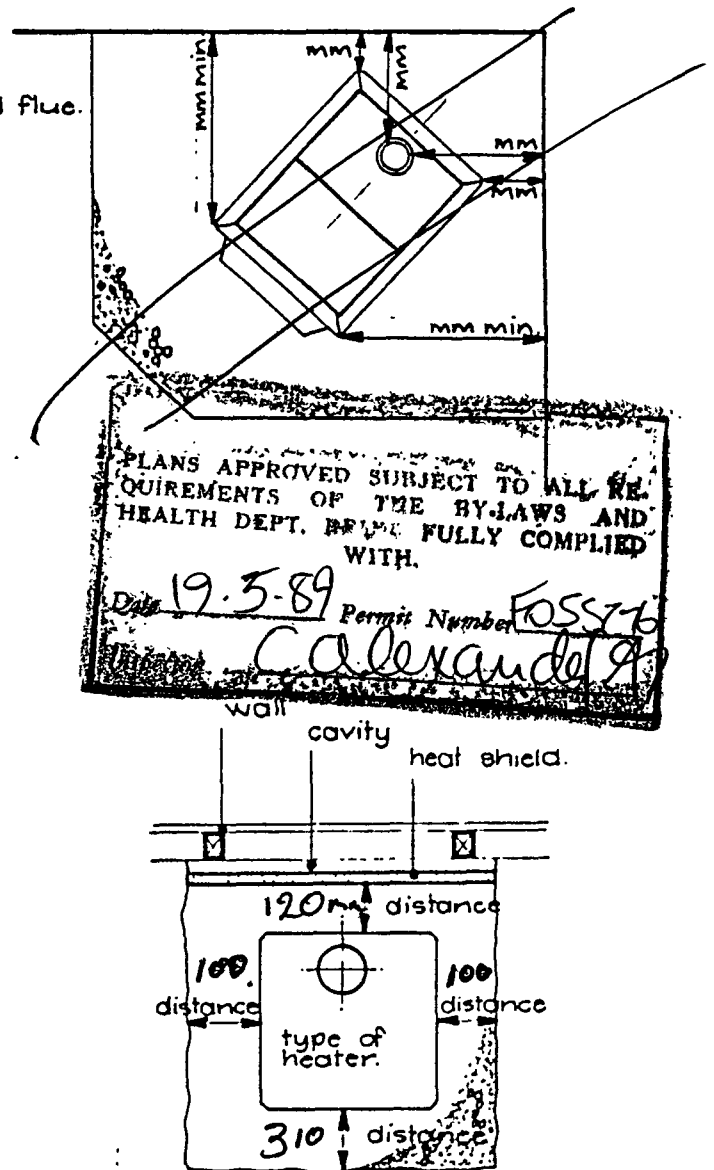 mm min
mm
mm
d flue.
mm
mm
mm min
PLANS APPROVED SUBJECT TO ALL RE-
QUIREMENTS OF THE BY-LAWS AND
HEALTH DEPT. BEING FULLY COMPLIED
WITH.
Date 19.5.89 Permit Number F055776
C Alexander
wall
cavity
heat shield.
120mm distance
100. 100
distance distance
type of
heater.
310 distance